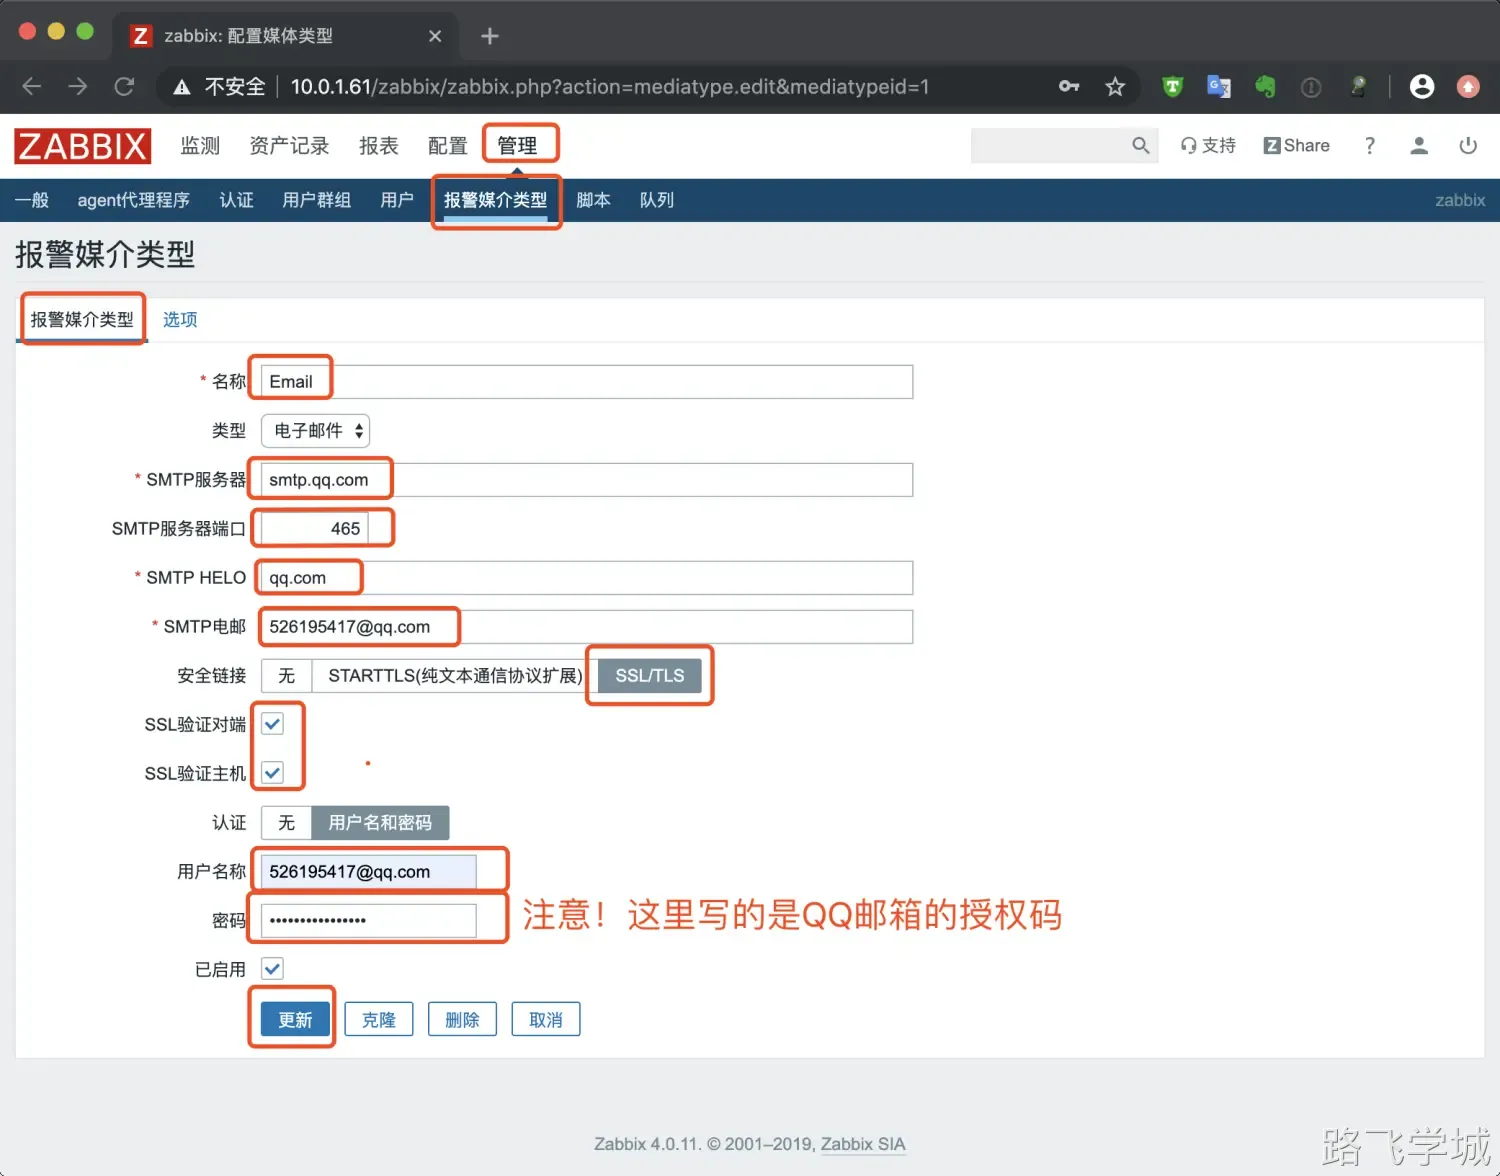 zabbix: 配置媒体类型
不安全 10.0.1.61/zabbix/zabbix.php?action=mediatype.edit&mediatypeid=1
ZABBIX 监测 资产记录 报表 配置 管理 支持 Z Share ?
一般 agent代理程序 认证 用户群组 用户 报警媒介类型 脚本 队列 zabbix
报警媒介类型
报警媒介类型 选项
* 名称 Email
类型 电子邮件
* SMTP服务器 smtp.qq.com
SMTP服务器端口 465
* SMTP HELO qq.com
* SMTP电邮 526195417@qq.com
安全链接 无 STARTTLS(纯文本通信协议扩展) SSL/TLS
SSL验证对端
SSL验证主机
认证 无 用户名和密码
用户名称 526195417@qq.com
密码 •••••••••••••••• 注意！这里写的是QQ邮箱的授权码
已启用
更新 克隆 删除 取消
Zabbix 4.0.11. © 2001–2019, Zabbix SIA
路飞学城